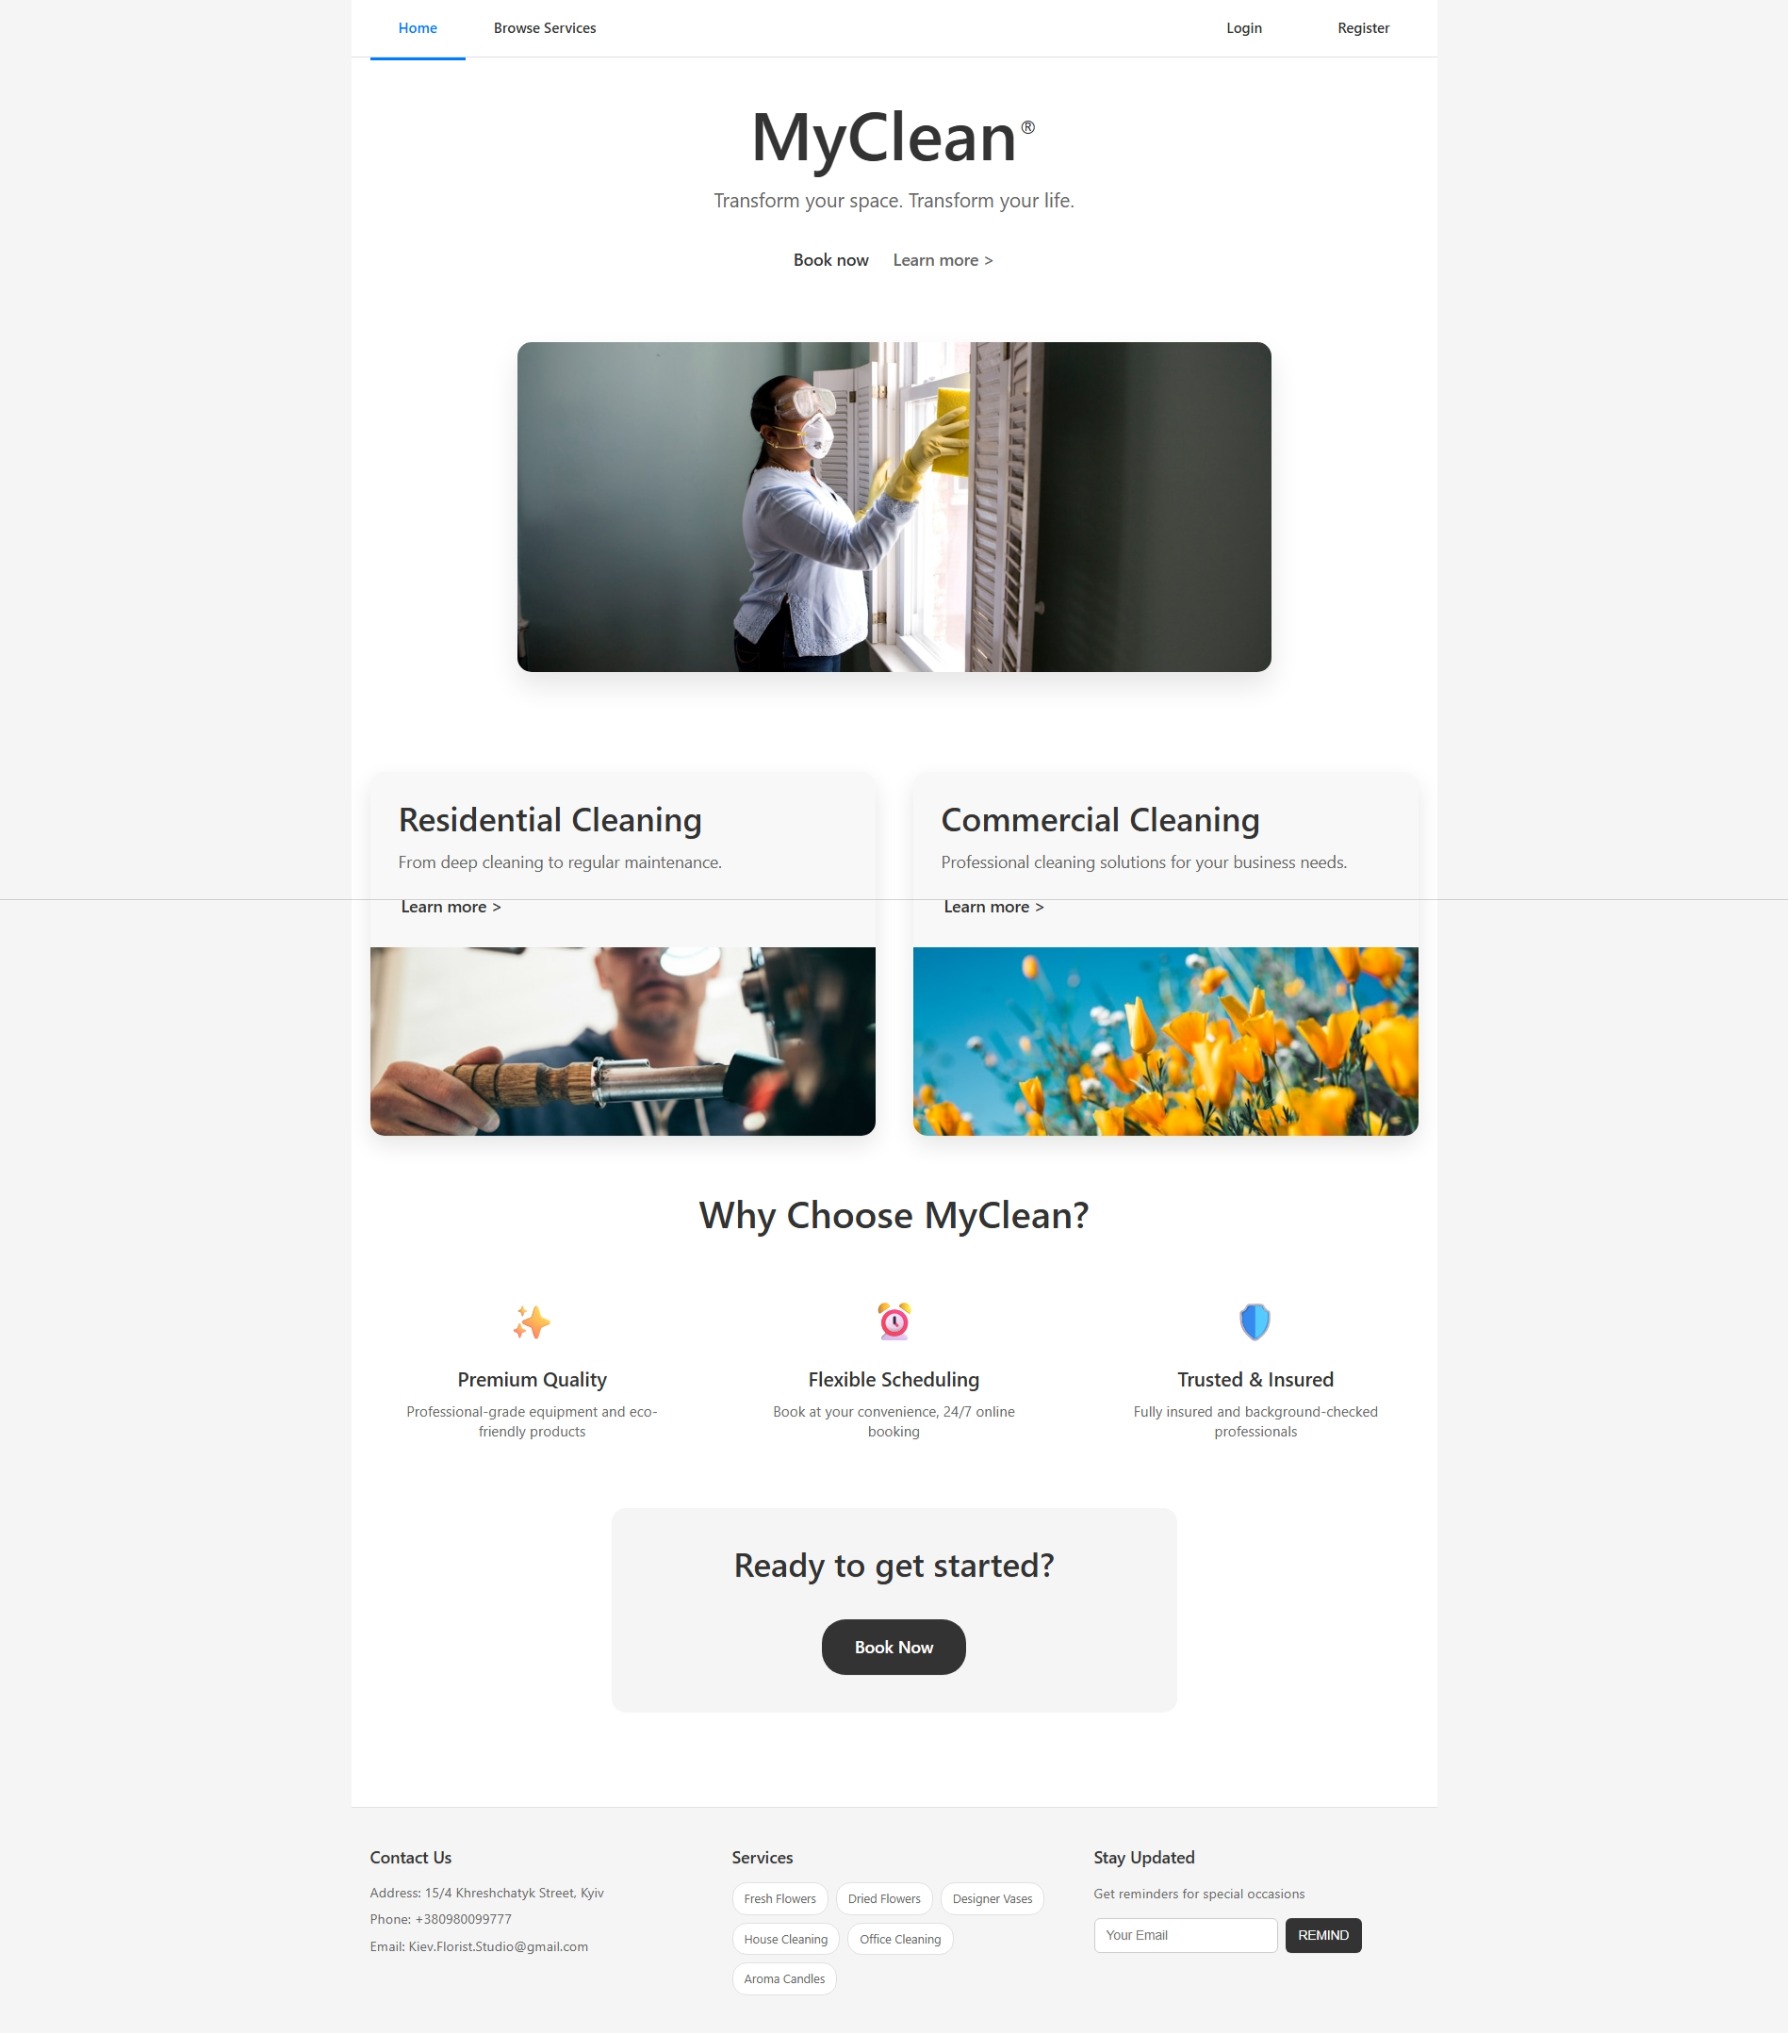 Home
Browse Services
Login
Register
MyClean®
Transform your space. Transform your life.
Book now
Learn more >
Residential Cleaning
From deep cleaning to regular maintenance.
Learn more >
Commercial Cleaning
Professional cleaning solutions for your business needs.
Learn more >
Why Choose MyClean?
Premium Quality
Professional-grade equipment and eco-
friendly products
Flexible Scheduling
Book at your convenience, 24/7 online
booking
Trusted & Insured
Fully insured and background-checked
professionals
Ready to get started?
Book Now
Contact Us
Address: 15/4 Khreshchatyk Street, Kyiv
Phone: +380980099777
Email: Kiev.Florist.Studio@gmail.com
Services
Fresh Flowers
Dried Flowers
Designer Vases
House Cleaning
Office Cleaning
Aroma Candles
Stay Updated
Get reminders for special occasions
Your Email
REMIND